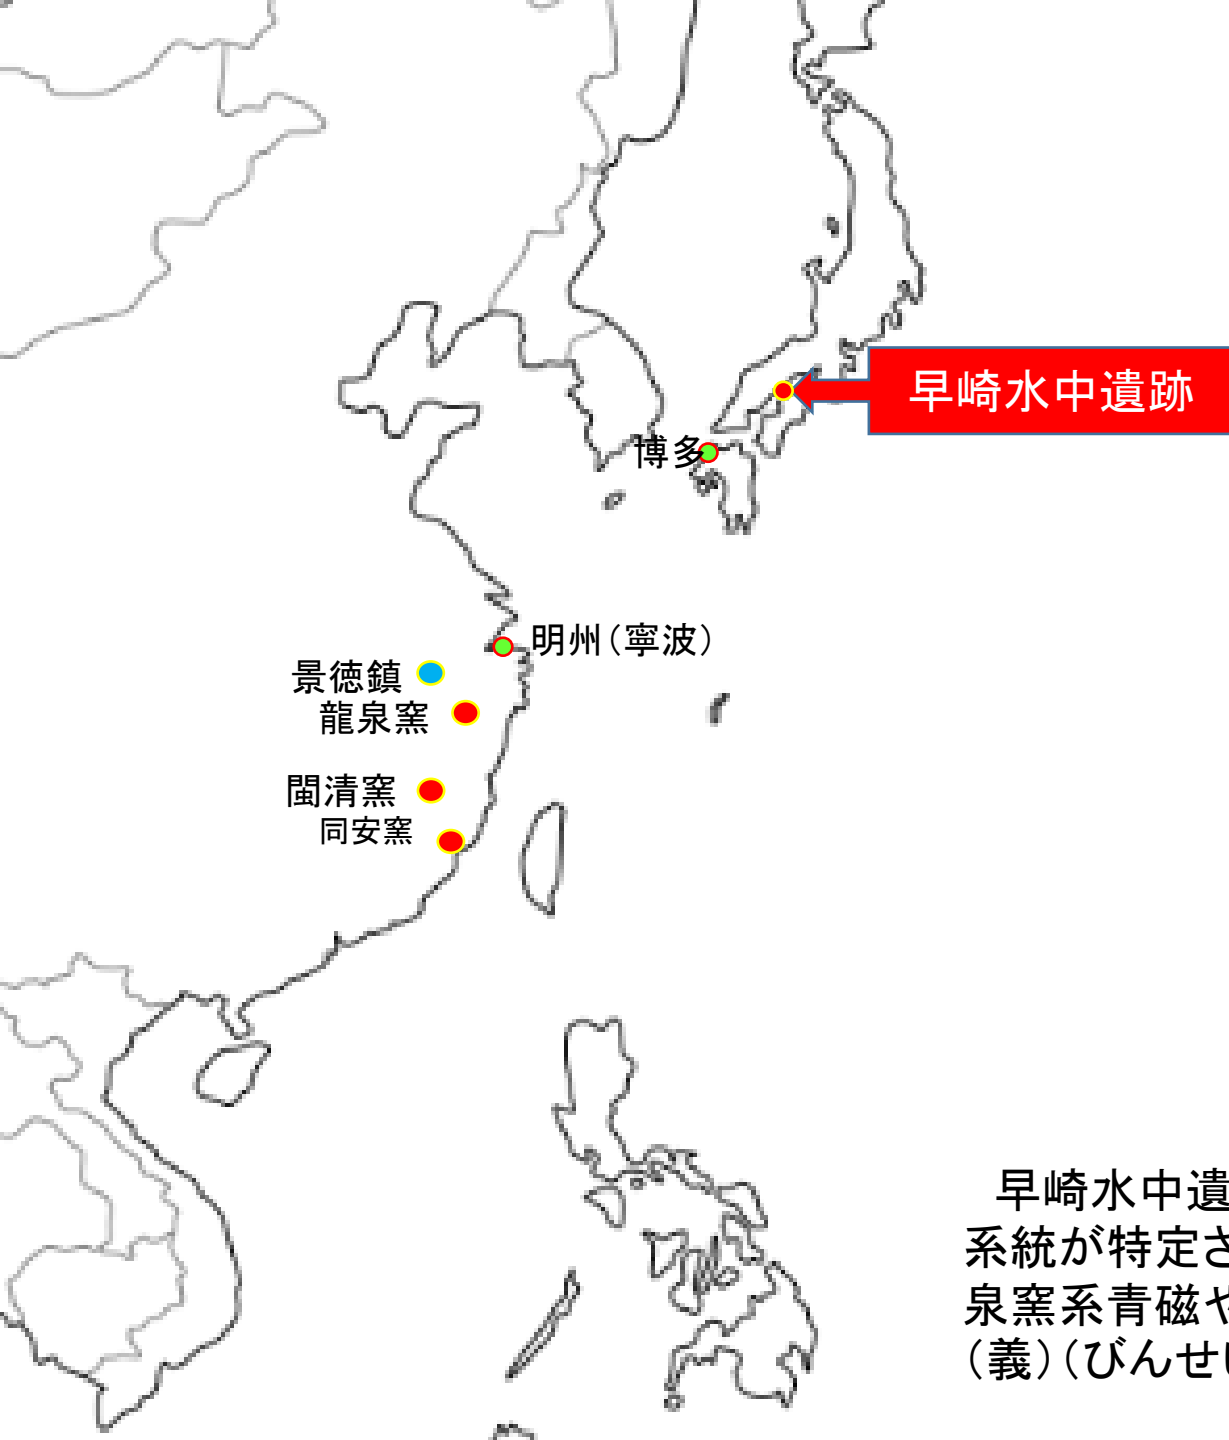 早崎水中遺跡
博多
明州（寧波）
景徳鎮
龍泉窯
閩清窯
同安窯
早崎水中遺
系統が特定さ
泉窯系青磁や
（義）（びんせい